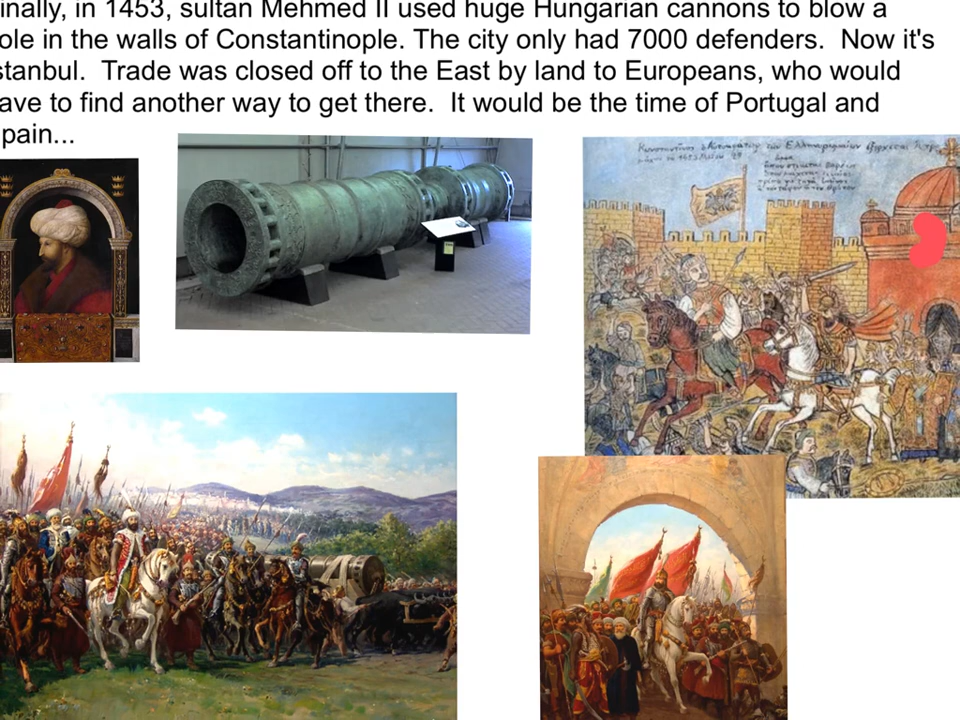 inally, in 1453, sultan Mehmed II used huge Hungarian cannons to blow a
ole in the walls of Constantinople. The city only had 7000 defenders.  Now it's
stanbul.  Trade was closed off to the East by land to Europeans, who would
ave to find another way to get there.  It would be the time of Portugal and
pain...